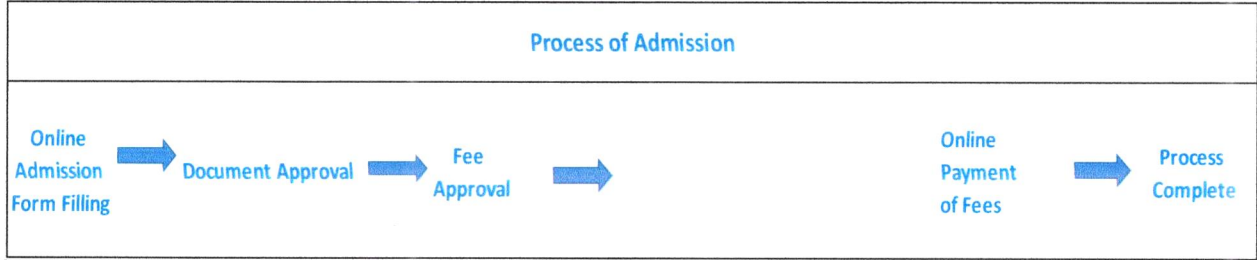 Process of Admission
Online
Admission
Form Filling
Document Approval
Fee
Approval
Online
Payment
of Fees
Process
Complete